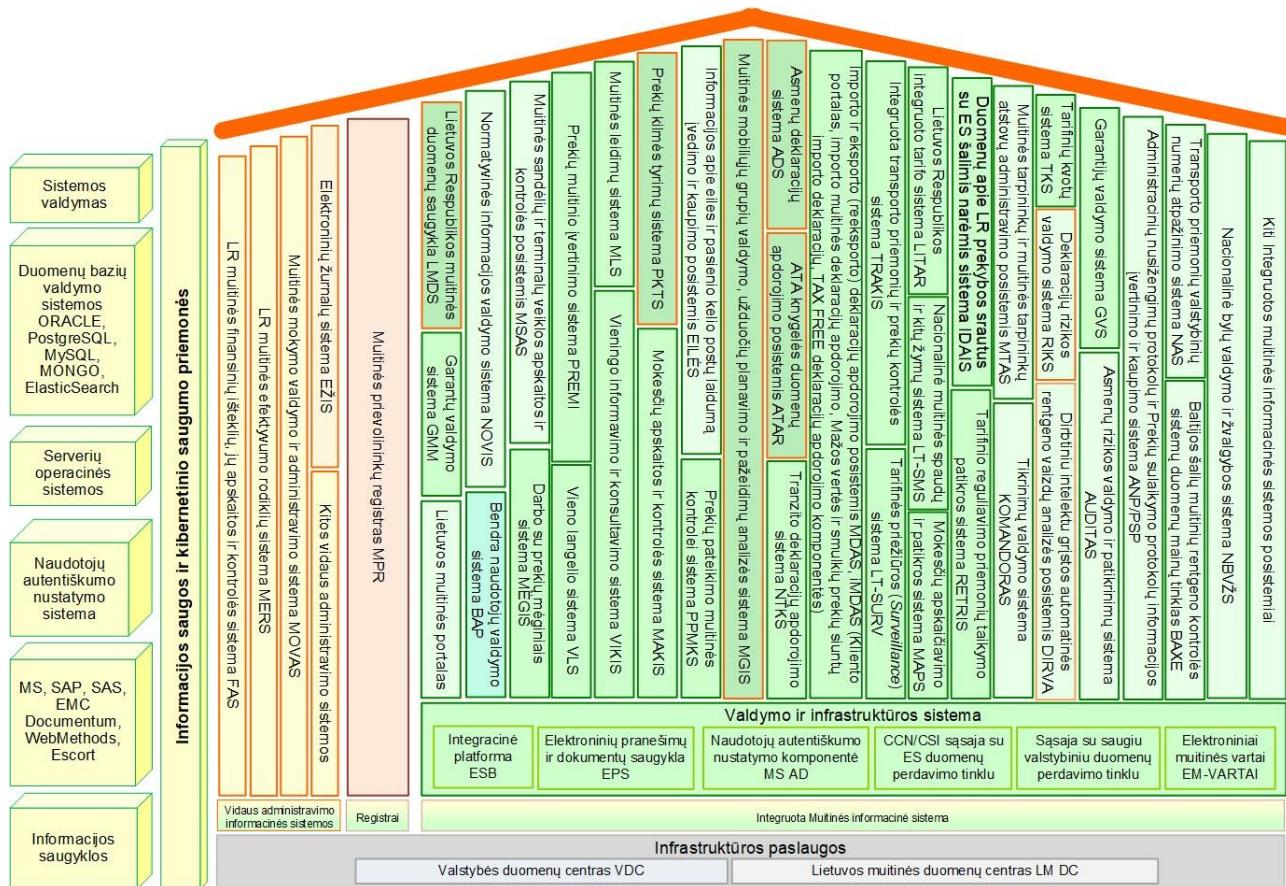 Sistemos
valdymas
Duomenų bazių
valdymo
sistemos
ORACLE,
PostgreSQL,
MySQL,
MONGO,
ElasticSearch
Serverių
operacinės
sistemos
Naudotojų
autentiškumo
nustatymo
sistema
MS, SAP, SAS,
EMC
Documentum,
WebMethods,
Escort
Informacijos
saugyklos
Informacijos saugos ir kibernetinio saugumo priemonės
LR muitinės finansinių išteklių, jų apskaitos ir kontrolės sistema FAS
LR muitinės efektyvumo rodiklių sistema MERS
Muitinės mokymo valdymo ir administravimo sistema MOVAS
Elektroninių žurnalų sistema EŽIS
Kitos vidaus administravimo sistemos
Muitinės prievolininkų registras MPR
Lietuvos Respublikos muitinės
duomenų saugykla LMDS
Garantų valdymo
sistema GMM
Lietuvos muitinės portalas
Normatyvinės informacijos valdymo sistema NOVIS
Bendra naudotojų valdymo
sistema BAP
Muitinės sandėlių ir terminalų veiklos apskaitos ir
kontrolės posistemis MSAS
Darbo su prekių mėginiais
sistema MĖGIS
Prekių muitinio įvertinimo sistema PREMI
Vieno langelio sistema VLS
Muitinės leidimų sistema MLS
Vieningo informavimo ir konsultavimo sistema VIKIS
Prekių kilmės tyrimų sistema PKTS
Mokesčių apskaitos ir kontrolės sistema MAKIS
Informacijos apie eiles ir pasienio kelio postų laidumą
įvedimo ir kaupimo posistemis EILĖS
Prekių pateikimo muitinės
kontrolei sistema PPMKS
Muitinės mobilųjų grupių valdymo, užduočių planavimo ir pažeidimų analizės sistema MGIS
Asmenų deklaracijų
sistema ADS
ATA knygelės duomenų
apdorojimo posistemis ATAR
Tranzito deklaracijų apdorojimo
sistema NTKS
Importo ir eksporto (reeksporto) deklaracijų apdorojimo posistemis MDAS, iMDAS (Kliento
portalas, importo muitinės deklaracijų apdorojimo, Mažos vertės ir smulkių prekių siuntų
importo deklaracijų, TAX FREE deklaracijų apdorojimo komponentės)
Integruota transporto priemonių ir prekių kontrolės
sistema TRAKIS
Tarifinės priežiūros (Surveillance)
sistema LT-SURV
Lietuvos Respublikos
integruoto tarifo sistema LITAR
Nacionalinė muitinės spaudų
ir kitų žymų sistema LT-SMS
Mokesčių apskaičiavimo
ir patikros sistema MAPS
Duomenų apie LR prekybos srautus
su ES šalimis narėmis sistema IDAIS
Tarifinio reguliavimo priemonių taikymo
patikros sistema RETRIS
Muitinės tarpininkų ir muitinės tarpininkų
atstovų administravimo posistemis MTAS
Tikrinimų valdymo sistema
KOMANDORAS
Tarifinių kvotų
sistema TKS
Deklaracijų rizikos
valdymo sistema RIKS
Dirbtiniu intelektu grįstos automatinės
rentgeno vaizdų analizės posistemis DIRVA
Garantijų valdymo sistema GVS
Asmenų rizikos valdymo ir patikrinimų sistema
AUDITAS
Administracinių nusižengimų protokolų ir Prekių sulaikymo protokolų informacijos
įvertinimo ir kaupimo sistema ANP/PSP
Transporto priemonių valstybinių
numerių atpažinimo sistema NAS
Baltijos šalių muitinių rentgeno kontrolės
sistemų duomenų mainų tinklas BAXE
Nacionalinė bylų valdymo ir žvalgybos sistema NBVŽS
Kiti Integruotos muitinės informacinės sistemos posistemiai
Valdymo ir infrastruktūros sistema
Integracinė
platforma
ESB
Elektroninių pranešimų
ir dokumentų saugykla
EPS
Naudotojų autentiškumo
nustatymo komponentė
MS AD
CCN/CSI sąsaja su
ES duomenų
perdavimo tinklu
Sąsaja su saugiu
valstybiniu duomenų
perdavimo tinklu
Elektroniniai
muitinės vartai
EM-VARTAI
Vidaus administravimo
informacinės sistemos
Registrai
Integruota Muitinės informacinė sistema
Infrastruktūros paslaugos
Valstybės duomenų centras VDC
Lietuvos muitinės duomenų centras LM DC